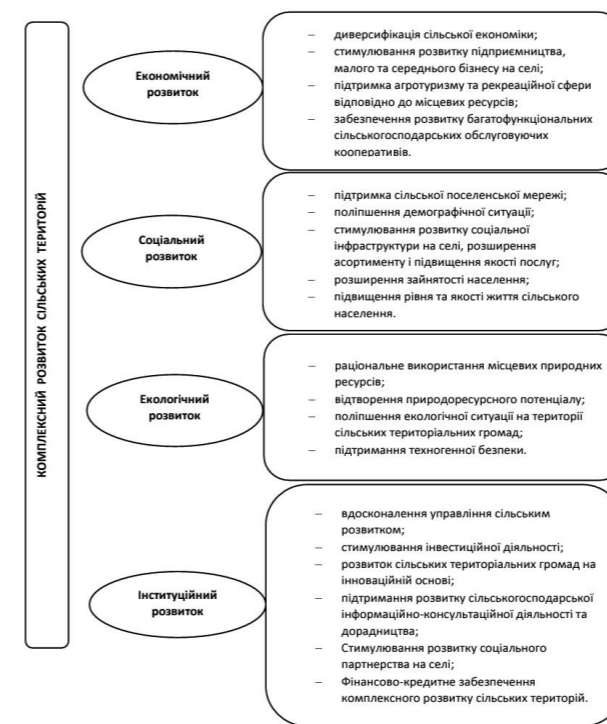 КОМПЛЕКСНИЙ РОЗВИТОК СІЛЬСЬКИХ ТЕРИТОРІЙ
Економічний
розвиток
– диверсифікація сільської економіки;
– стимулювання розвитку підприємництва,
малого та середнього бізнесу на селі;
– підтримка агротуризму та рекреаційної сфери
відповідно до місцевих ресурсів;
– забезпечення розвитку багатофункціональних
сільськогосподарських обслуговуючих
кооперативів.
Соціальний
розвиток
– підтримка сільської поселенської мережі;
– поліпшення демографічної ситуації;
– стимулювання розвитку соціальної
інфраструктури на селі, розширення
асортименту і підвищення якості послуг;
– розширення зайнятості населення;
– підвищення рівня та якості життя сільського
населення.
Екологічний
розвиток
– раціональне використання місцевих природних
ресурсів;
– відтворення природоресурсного потенціалу;
– поліпшення екологічної ситуації на території
сільських територіальних громад;
– підтримання техногенної безпеки.
Інституційний
розвиток
– вдосконалення управління сільським
розвитком;
– стимулювання інвестиційної діяльності;
– розвиток сільських територіальних громад на
інноваційній основі;
– підтримання розвитку сільськогосподарської
інформаційно-консультаційної діяльності та
дорадництва;
– Стимулювання розвитку соціального
партнерства на селі;
– Фінансово-кредитне забезпечення
комплексного розвитку сільських територій.